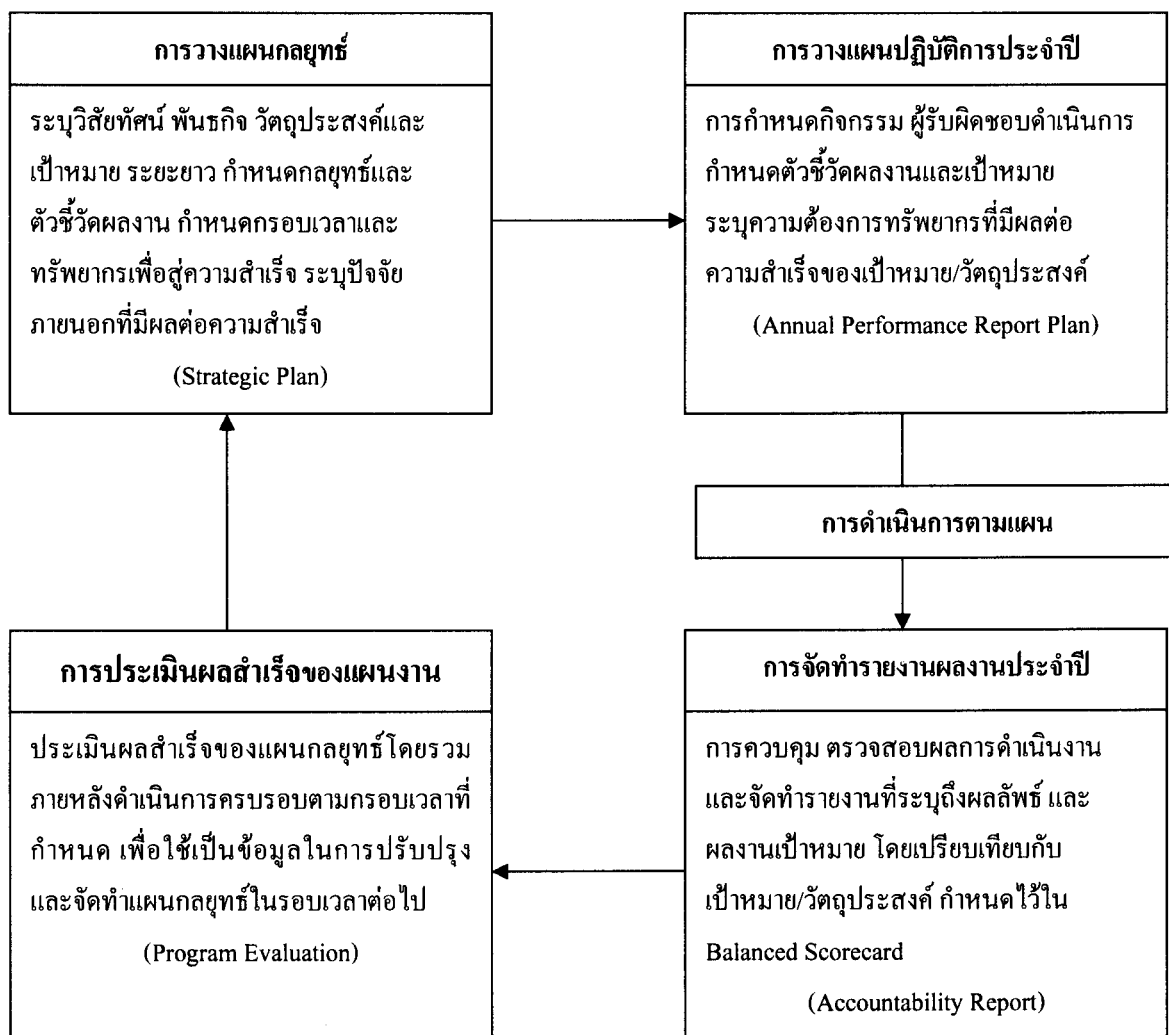 การวางแผนกลยุทธ์
ระบุวิสัยทัศน์ พันธกิจ วัตถุประสงค์และ
เป้าหมาย ระยะยาว กำหนดกลยุทธ์และ
ตัวชี้วัดผลงาน กำหนดกรอบเวลาและ
ทรัพยากรเพื่อสู่ความสำเร็จ ระบุปัจจัย
ภายนอกที่มีผลต่อความสำเร็จ
(Strategic Plan)
การวางแผนปฏิบัติการประจำปี
การกำหนดกิจกรรม ผู้รับผิดชอบดำเนินการ
กำหนดตัวชี้วัดผลงานและเป้าหมาย
ระบุความต้องการทรัพยากรที่มีผลต่อ
ความสำเร็จของเป้าหมาย/วัตถุประสงค์
(Annual Performance Report Plan)
การดำเนินการตามแผน
การจัดทำรายงานผลงานประจำปี
การควบคุม ตรวจสอบผลการดำเนินงาน
และจัดทำรายงานที่ระบุถึงผลลัพธ์ และ
ผลงานเป้าหมาย โดยเปรียบเทียบกับ
เป้าหมาย/วัตถุประสงค์ กำหนดไว้ใน
Balanced Scorecard
(Accountability Report)
การประเมินผลสำเร็จของแผนงาน
ประเมินผลสำเร็จของแผนกลยุทธ์โดยรวม
ภายหลังดำเนินการครบรอบตามกรอบเวลาที่
กำหนด เพื่อใช้เป็นข้อมูลในการปรับปรุง
และจัดทำแผนกลยุทธ์ในรอบเวลาต่อไป
(Program Evaluation)